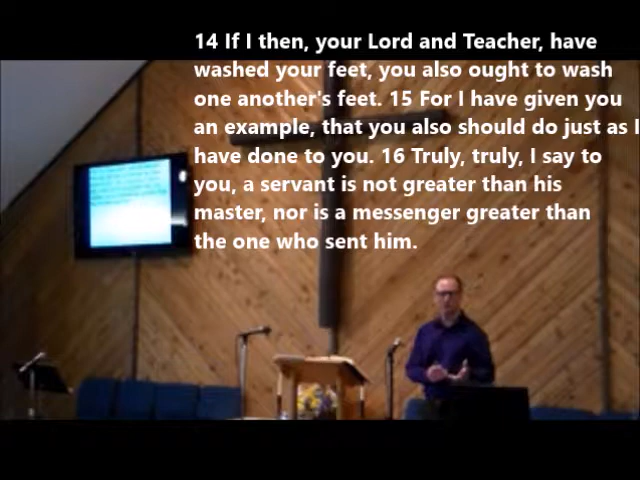 14 If I then, your Lord and Teacher, have
washed your feet, you also ought to wash
one another's feet. 15 For I have given you
an example, that you also should do just as I
have done to you. 16 Truly, truly, I say to
you, a servant is not greater than his
master, nor is a messenger greater than
the one who sent him.